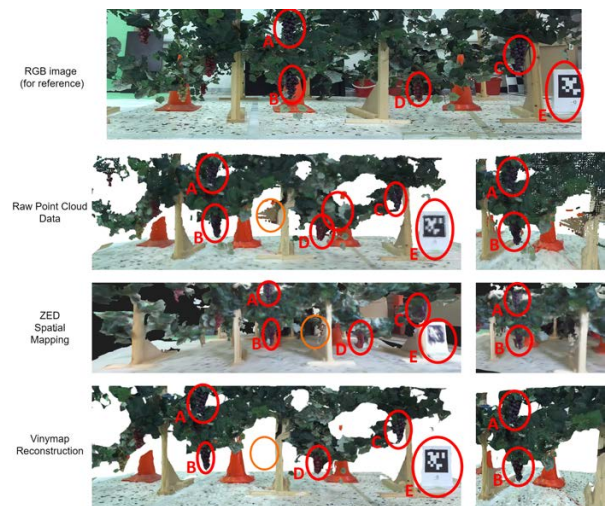 RGB image
(for reference)
A
B
C
D
E
Raw Point Cloud
Data
A
B
C
D
E
A
B
ZED
Spatial
Mapping
A
B
D
E
A
B
Vinymap
Reconstruction
A
B
C
D
E
A
B